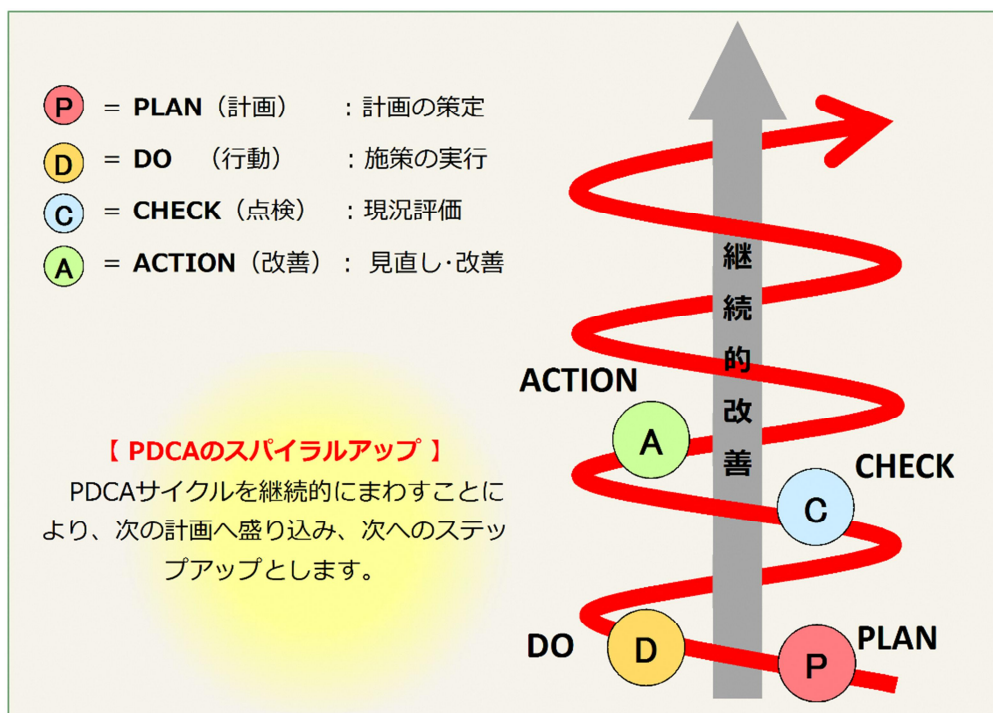 P = PLAN（計画） ：計画の策定
D = DO （行動） ：施策の実行
C = CHECK（点検） ：現況評価
A = ACTION（改善）： 見直し･改善
【 PDCAのスパイラルアップ 】
PDCAサイクルを継続的にまわすことに
より、次の計画へ盛り込み、次へのステッ
プアップとします。
継続的改善
ACTION
A
CHECK
C
DO
D
PLAN
P